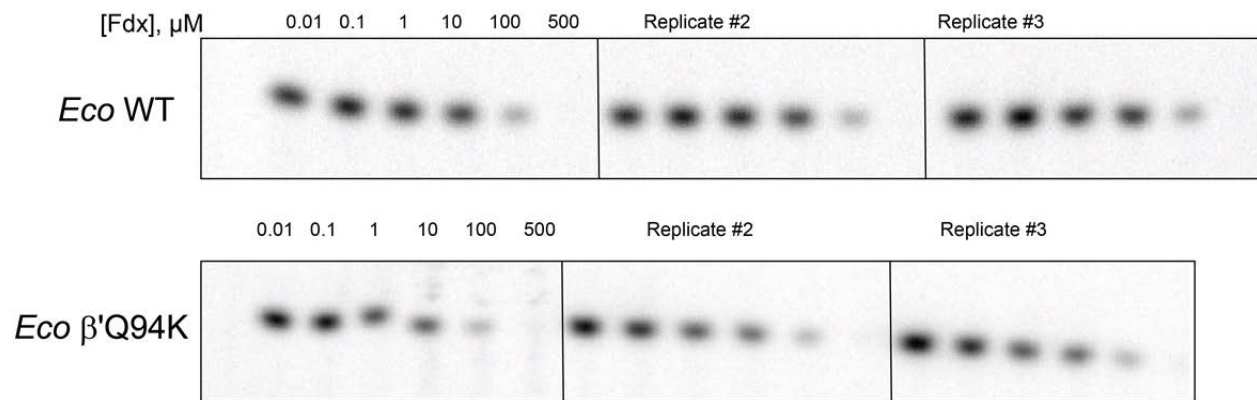 [Fdx], µM 0.01 0.1 1 10 100 500 Replicate #2 Replicate #3
Eco WT
0.01 0.1 1 10 100 500 Replicate #2 Replicate #3
Eco β'Q94K